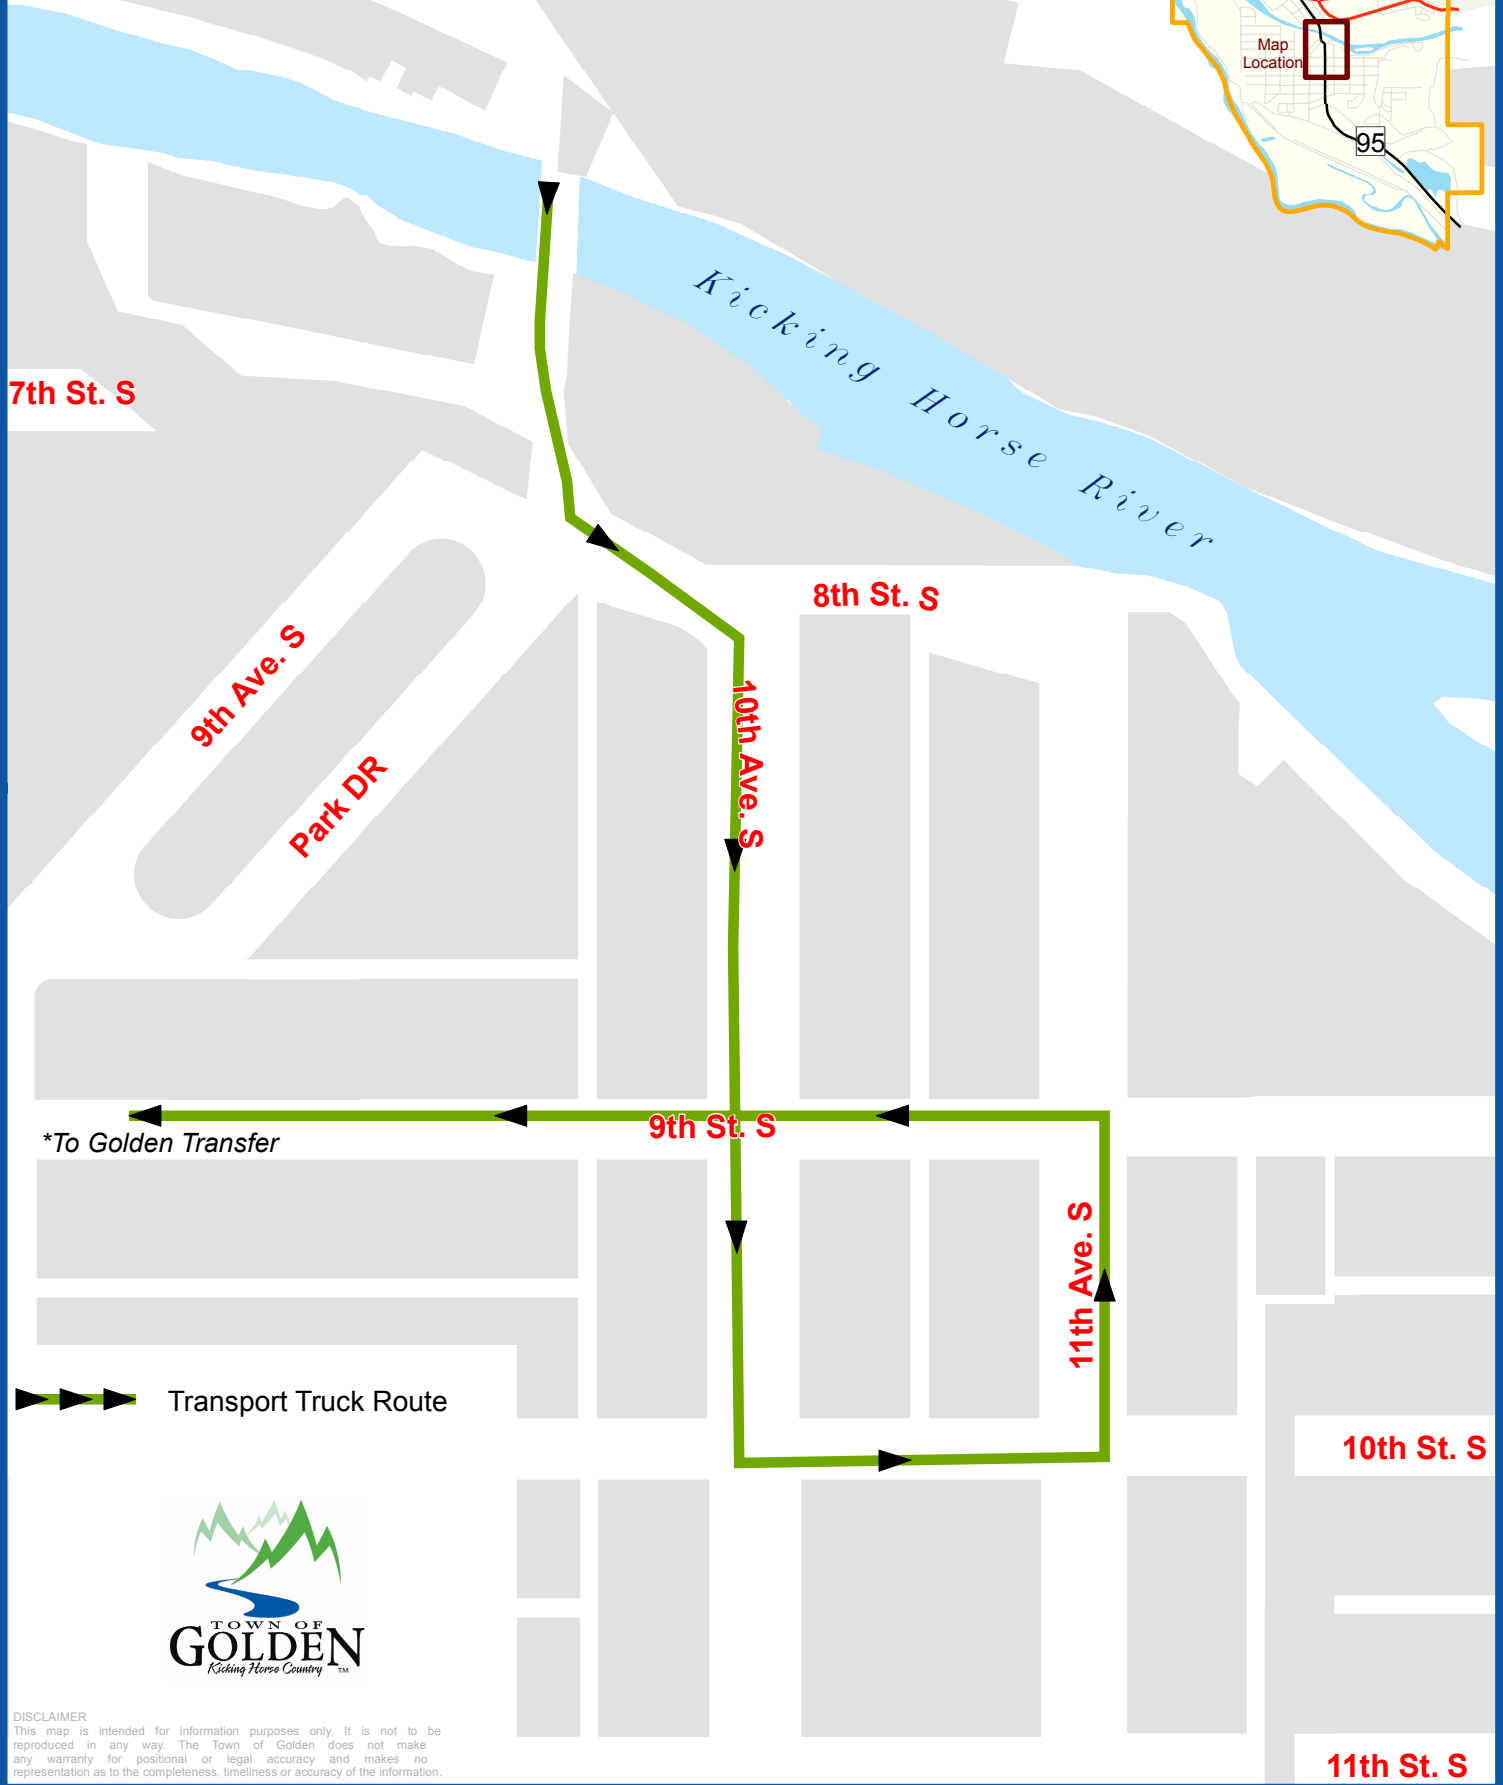 Map
Location
95
Kicking Horse River
7th St. S
8th St. S
9th Ave. S
Park DR
10th Ave. S
9th St. S
*To Golden Transfer
11th Ave. S
Transport Truck Route
10th St. S
TOWN OF
GOLDEN
Kicking Horse Country ™
DISCLAIMER
This map is intended for information purposes only. It is not to be
reproduced in any way. The Town of Golden does not make
any warranty for positional or legal accuracy and makes no
representation as to the completeness, timeliness or accuracy of the information.
11th St. S